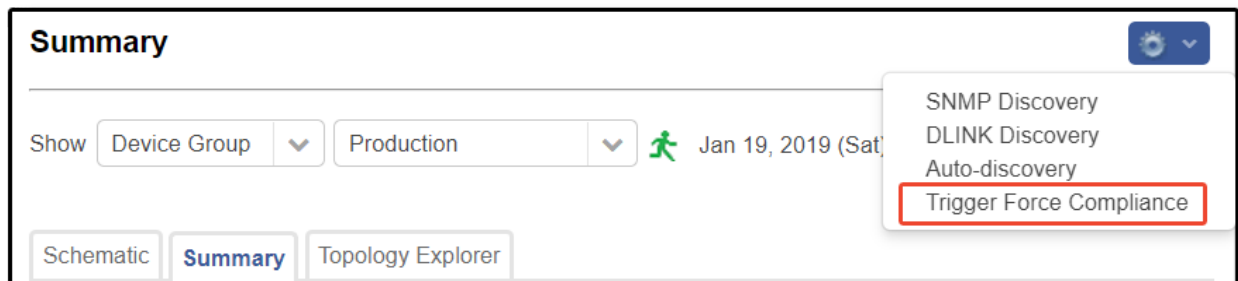 Summary
SNMP Discovery
DLINK Discovery
Auto-discovery
Trigger Force Compliance
Show Device Group Production Jan 19, 2019 (Sat)
Schematic Summary Topology Explorer